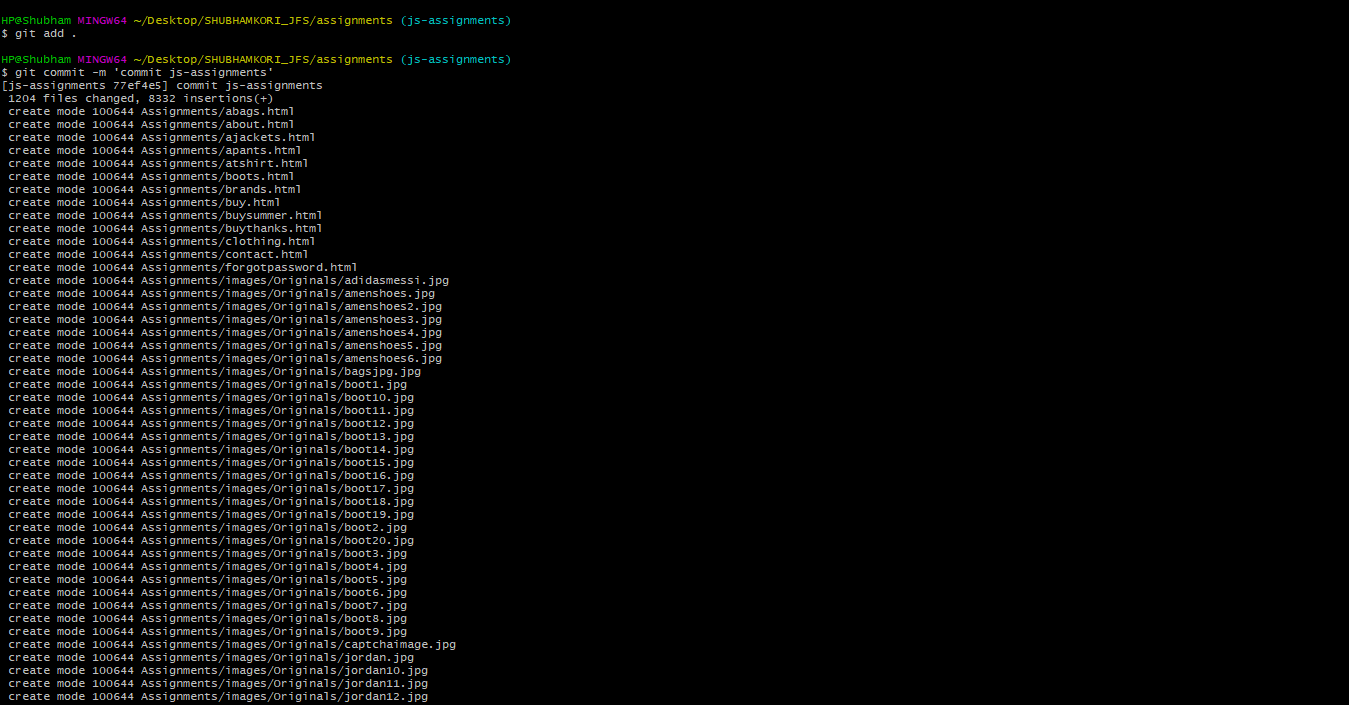 HP@Shubham MINGW64 ~/Desktop/SHUBHAMKORI_JFS/assignments (js-assignments)
$ git add .
HP@Shubham MINGW64 ~/Desktop/SHUBHAMKORI_JFS/assignments (js-assignments)
$ git commit -m 'commit js-assignments'
[js-assignments 77ef4e5] commit js-assignments
1204 files changed, 8332 insertions(+)
create mode 100644 Assignments/abags.html
create mode 100644 Assignments/about.html
create mode 100644 Assignments/ajackets.html
create mode 100644 Assignments/apants.html
create mode 100644 Assignments/atshirt.html
create mode 100644 Assignments/boots.html
create mode 100644 Assignments/brands.html
create mode 100644 Assignments/buy.html
create mode 100644 Assignments/buysummer.html
create mode 100644 Assignments/buythanks.html
create mode 100644 Assignments/clothing.html
create mode 100644 Assignments/contact.html
create mode 100644 Assignments/forgotpassword.html
create mode 100644 Assignments/images/Originals/adidasmessi.jpg
create mode 100644 Assignments/images/Originals/amenshoes.jpg
create mode 100644 Assignments/images/Originals/amenshoes2.jpg
create mode 100644 Assignments/images/Originals/amenshoes3.jpg
create mode 100644 Assignments/images/Originals/amenshoes4.jpg
create mode 100644 Assignments/images/Originals/amenshoes5.jpg
create mode 100644 Assignments/images/Originals/amenshoes6.jpg
create mode 100644 Assignments/images/Originals/bagsjpg.jpg
create mode 100644 Assignments/images/Originals/boot1.jpg
create mode 100644 Assignments/images/Originals/boot10.jpg
create mode 100644 Assignments/images/Originals/boot11.jpg
create mode 100644 Assignments/images/Originals/boot12.jpg
create mode 100644 Assignments/images/Originals/boot13.jpg
create mode 100644 Assignments/images/Originals/boot14.jpg
create mode 100644 Assignments/images/Originals/boot15.jpg
create mode 100644 Assignments/images/Originals/boot16.jpg
create mode 100644 Assignments/images/Originals/boot17.jpg
create mode 100644 Assignments/images/Originals/boot18.jpg
create mode 100644 Assignments/images/Originals/boot19.jpg
create mode 100644 Assignments/images/Originals/boot2.jpg
create mode 100644 Assignments/images/Originals/boot20.jpg
create mode 100644 Assignments/images/Originals/boot3.jpg
create mode 100644 Assignments/images/Originals/boot4.jpg
create mode 100644 Assignments/images/Originals/boot5.jpg
create mode 100644 Assignments/images/Originals/boot6.jpg
create mode 100644 Assignments/images/Originals/boot7.jpg
create mode 100644 Assignments/images/Originals/boot8.jpg
create mode 100644 Assignments/images/Originals/boot9.jpg
create mode 100644 Assignments/images/Originals/captchaimage.jpg
create mode 100644 Assignments/images/Originals/jordan.jpg
create mode 100644 Assignments/images/Originals/jordan10.jpg
create mode 100644 Assignments/images/Originals/jordan11.jpg
create mode 100644 Assignments/images/Originals/jordan12.jpg